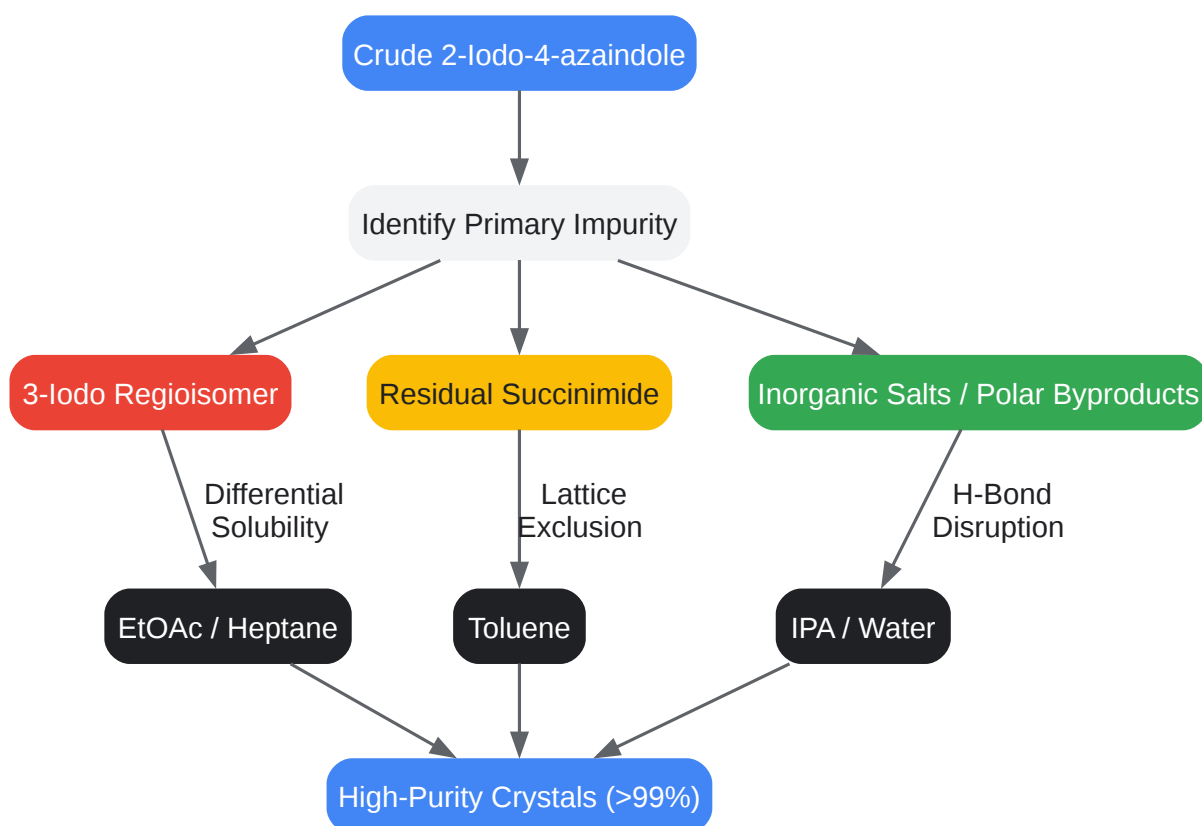 Crude 2-Iodo-4-azaindole
Identify Primary Impurity
3-Iodo Regioisomer
Residual Succinimide
Inorganic Salts / Polar Byproducts
Differential
Solubility
Lattice
Exclusion
H-Bond
Disruption
EtOAc / Heptane
Toluene
IPA / Water
High-Purity Crystals (>99%)